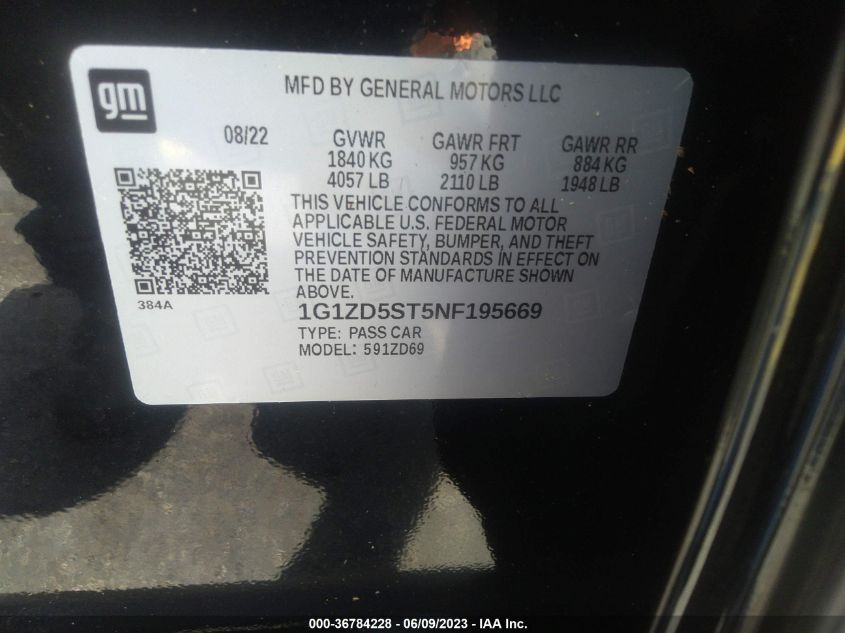 gm
MFD BY GENERAL MOTORS LLC
08/22 GVWR GAWR FRT GAWR RR
1840 KG 957 KG 884 KG
4057 LB 2110 LB 1948 LB
THIS VEHICLE CONFORMS TO ALL
APPLICABLE U.S. FEDERAL MOTOR
VEHICLE SAFETY, BUMPER, AND THEFT
PREVENTION STANDARDS IN EFFECT ON
THE DATE OF MANUFACTURE SHOWN
ABOVE.
384A
1G1ZD5ST5NF195669
TYPE: PASS CAR
MODEL: 591ZD69
000-36784228 - 06/09/2023 - IAA Inc.